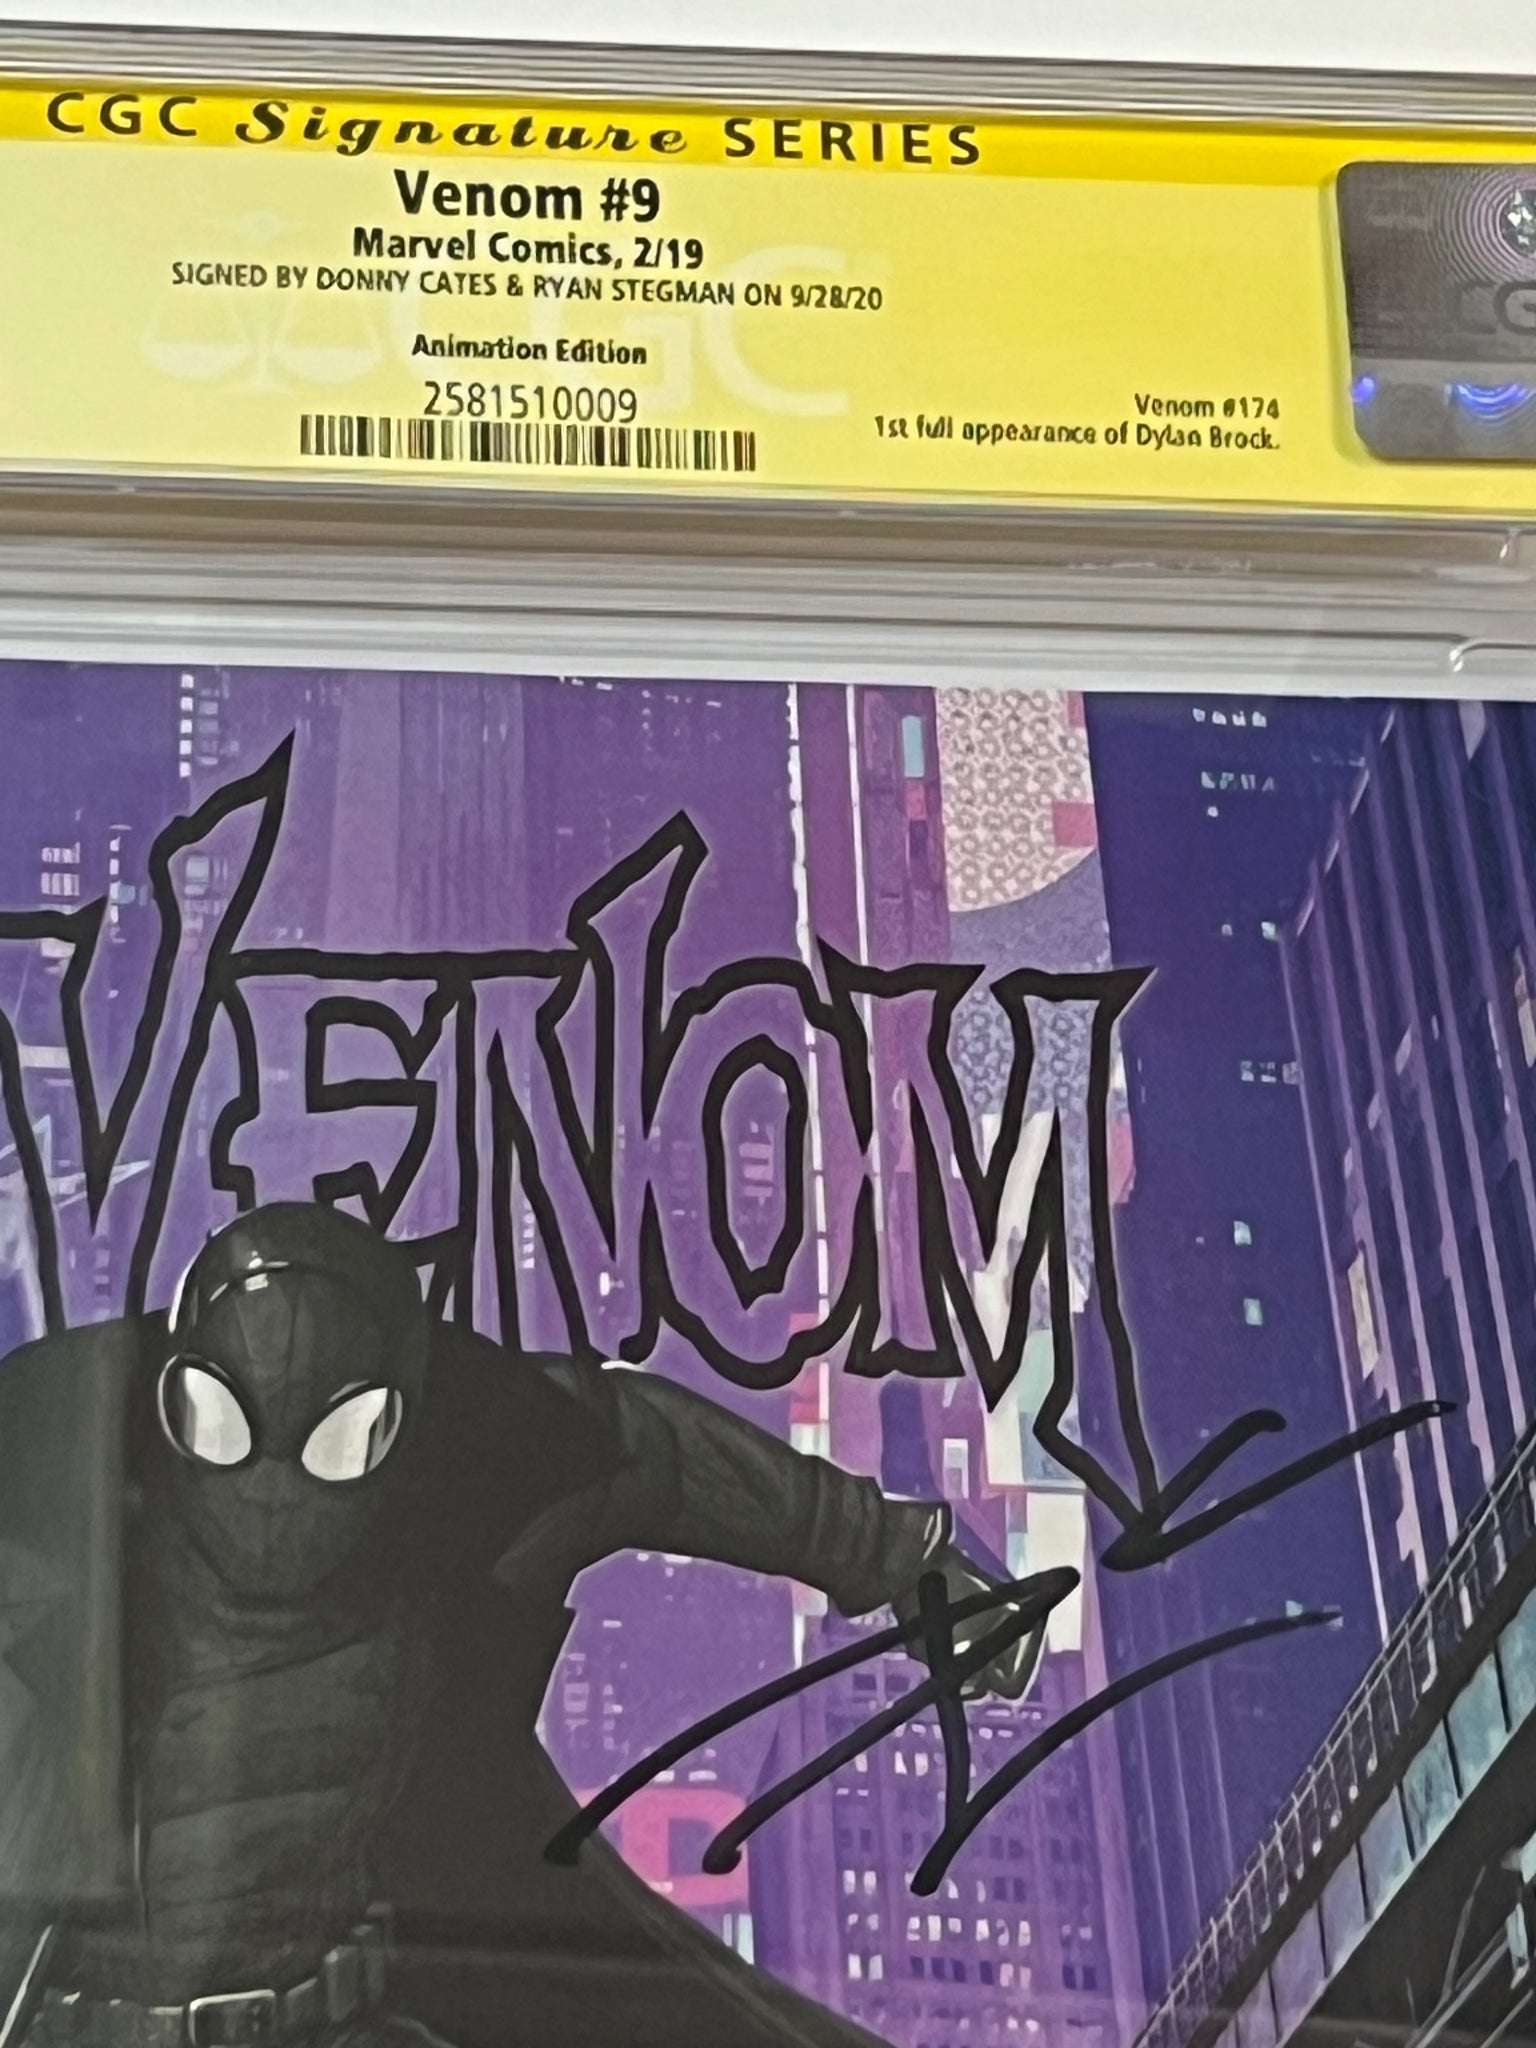 CGC Signature SERIES
Venom #9
Marvel Comics, 2/19
SIGNED BY DONNY CATES & RYAN STEGMAN ON 9/28/20
Animation Edition
2581510009
Venom #174
1st full appearance of Dylan Brock.
CGC
VENOM